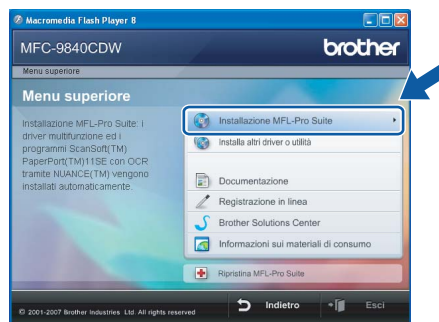 Macromedia Flash Player 8
MFC-9840CDW
brother
Menu superiore
Menu superiore
Installazione MFL-Pro Suite: i
driver multifunzione ed i
programmi ScanSoft(TM)
PaperPort(TM)11SE con OCR
tramite NUANCE(TM) vengono
installati automaticamente.
Installazione MFL-Pro Suite
Installa altri driver o utilità
Documentazione
Registrazione in linea
Brother Solutions Center
Informazioni sui materiali di consumo
Ripristina MFL-Pro Suite
© 2001-2007 Brother Industries Ltd. All rights reserved
Indietro
Esci